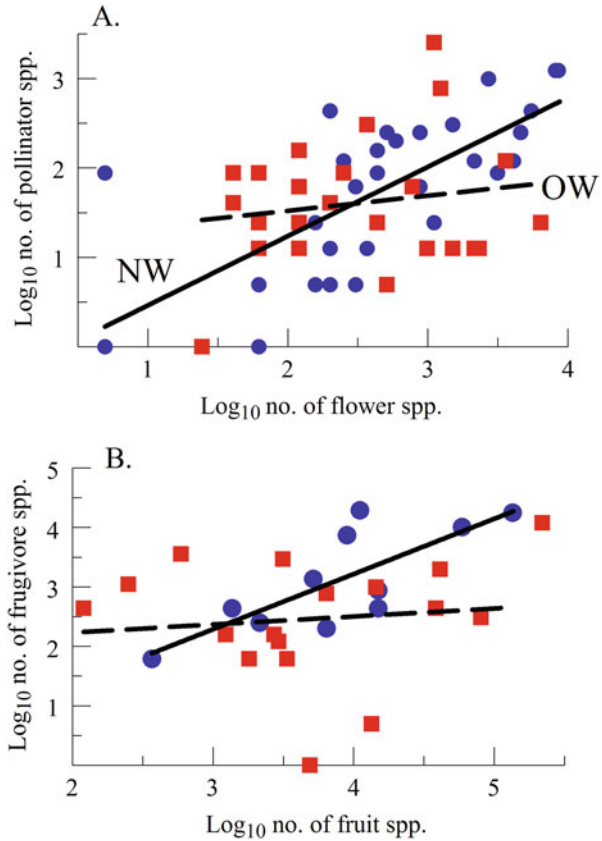 A.
Log10 no. of pollinator spp.
3
2
1
NW
OW
1 2 3 4
Log10 no. of flower spp.
B.
Log10 no. of frugivore spp.
5
4
3
2
1
2 3 4 5
Log10 no. of fruit spp.